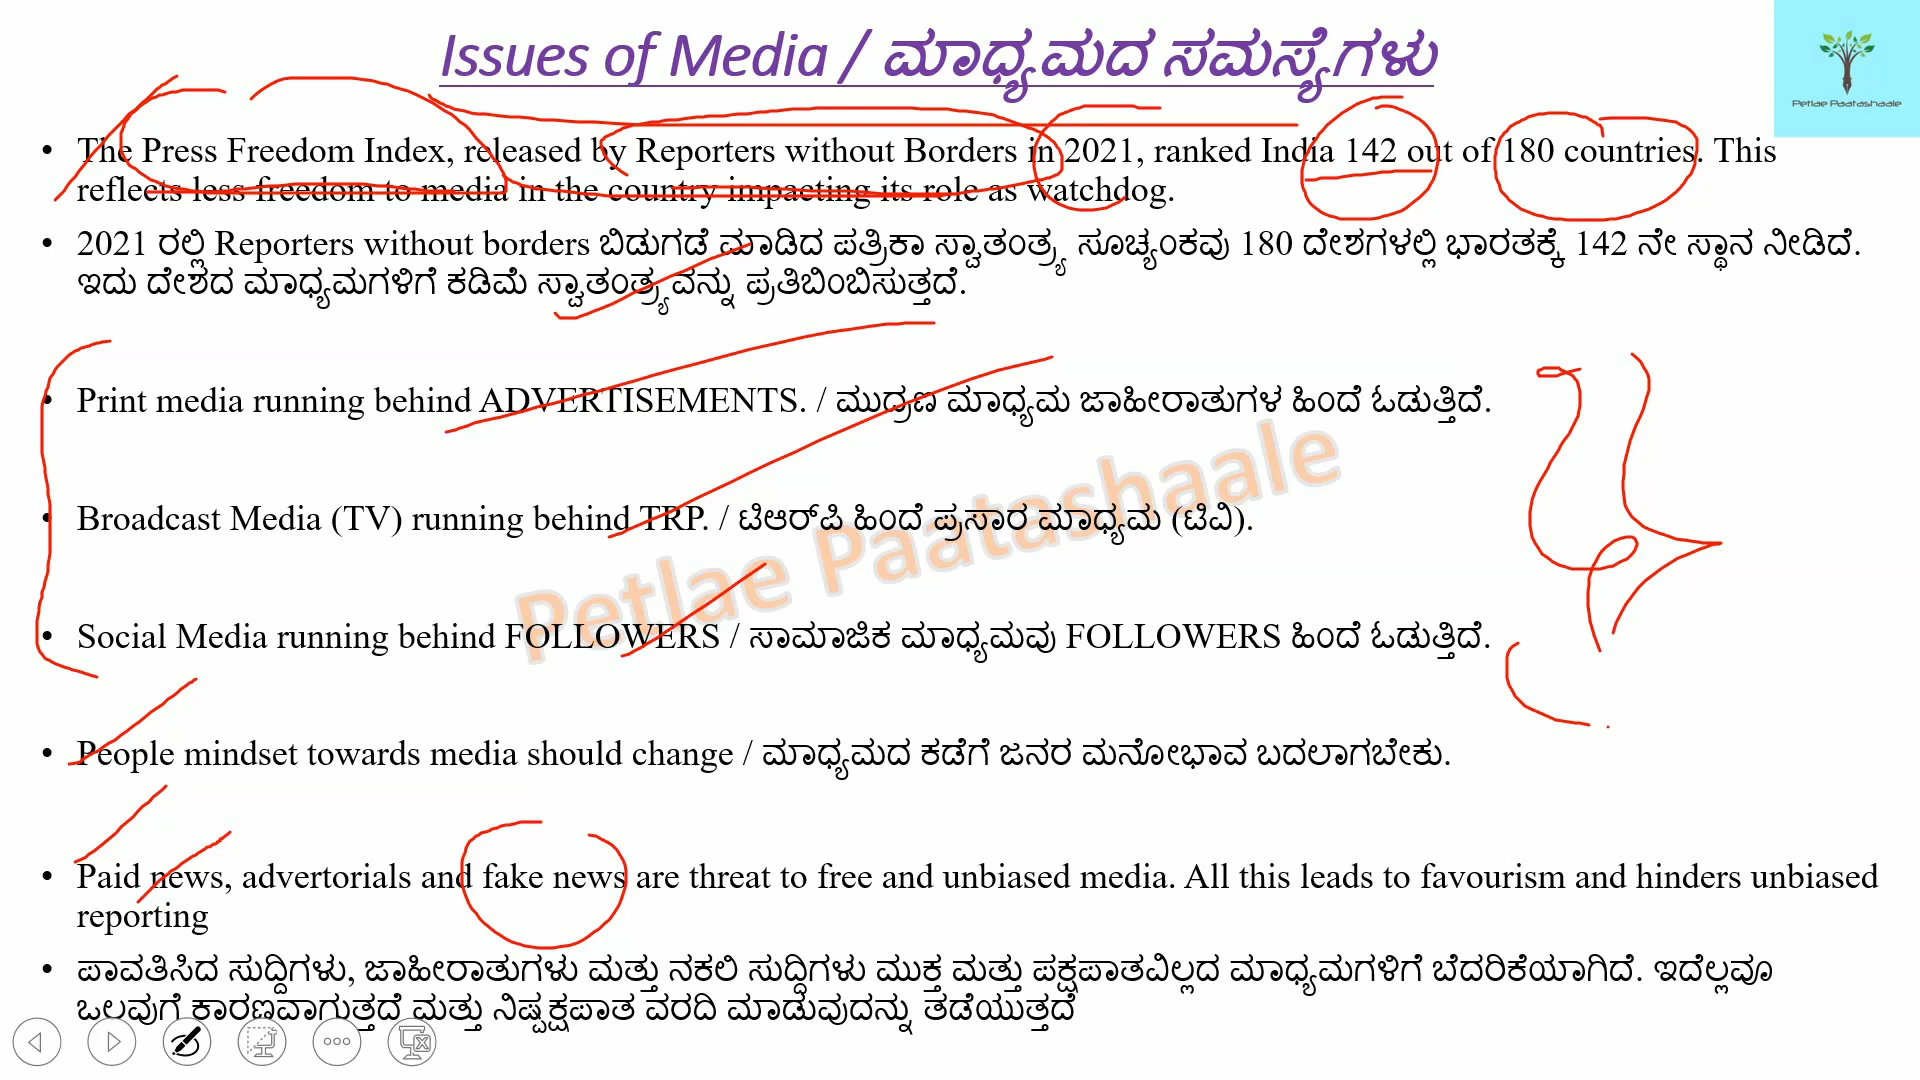 Issues of Media / ಮಾಧ್ಯಮದ ಸಮಸ್ಯೆಗಳು
Petlae Paatashaale
• The Press Freedom Index, released by Reporters without Borders in 2021, ranked India 142 out of 180 countries. This
reflects less freedom to media in the country impacting its role as watchdog.
• 2021 ರಲ್ಲಿ Reporters without borders ಬಿಡುಗಡೆ ಮಾಡಿದ ಪತ್ರಿಕಾ ಸ್ವಾತಂತ್ರ್ಯ ಸೂಚ್ಯಂಕವು 180 ದೇಶಗಳಲ್ಲಿ ಭಾರತಕ್ಕೆ 142 ನೇ ಸ್ಥಾನ ನೀಡಿದೆ.
ಇದು ದೇಶದ ಮಾಧ್ಯಮಗಳಿಗೆ ಕಡಿಮೆ ಸ್ವಾತಂತ್ರ್ಯವನ್ನು ಪ್ರತಿಬಿಂಬಿಸುತ್ತದೆ.
• Print media running behind ADVERTISEMENTS. / ಮುದ್ರಣ ಮಾಧ್ಯಮ ಜಾಹೀರಾತುಗಳ ಹಿಂದೆ ಓಡುತ್ತಿದೆ.
• Broadcast Media (TV) running behind TRP. / ಟಿಆರ್‌ಪಿ ಹಿಂದೆ ಪ್ರಸಾರ ಮಾಧ್ಯಮ (ಟಿವಿ).
Petlae Paatashaale
• Social Media running behind FOLLOWERS / ಸಾಮಾಜಿಕ ಮಾಧ್ಯಮವು FOLLOWERS ಹಿಂದೆ ಓಡುತ್ತಿದೆ.
• People mindset towards media should change / ಮಾಧ್ಯಮದ ಕಡೆಗೆ ಜನರ ಮನೋಭಾವ ಬದಲಾಗಬೇಕು.
• Paid news, advertorials and fake news are threat to free and unbiased media. All this leads to favourism and hinders unbiased
reporting
• ಪಾವತಿಸಿದ ಸುದ್ದಿಗಳು, ಜಾಹೀರಾತುಗಳು ಮತ್ತು ನಕಲಿ ಸುದ್ದಿಗಳು ಮುಕ್ತ ಮತ್ತು ಪಕ್ಷಪಾತವಿಲ್ಲದ ಮಾಧ್ಯಮಗಳಿಗೆ ಬೆದರಿಕೆಯಾಗಿದೆ. ಇದೆಲ್ಲವೂ
ಒಲವುಗೆ ಕಾರಣವಾಗುತ್ತದೆ ಮತ್ತು ನಿಷ್ಪಕ್ಷಪಾತ ವರದಿ ಮಾಡುವುದನ್ನು ತಡೆಯುತ್ತದೆ